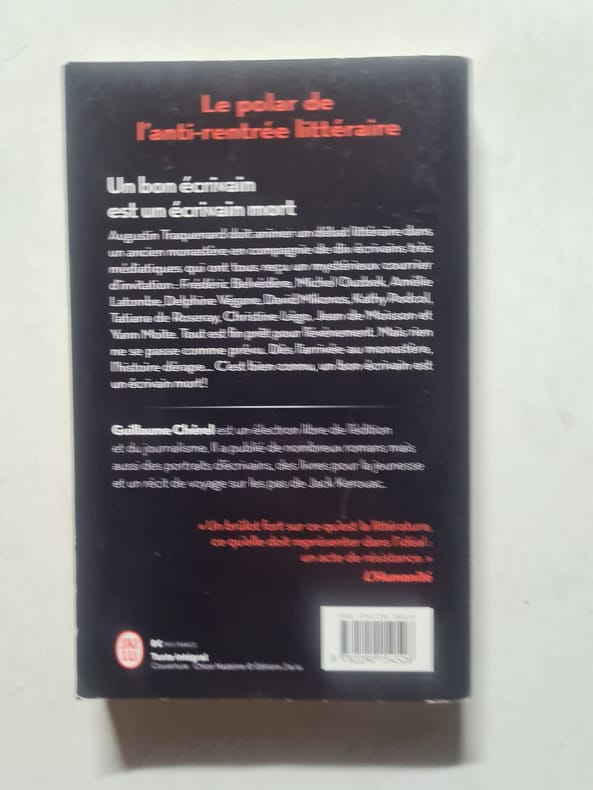 Le polar de
l'anti-rentrée littéraire
Un bon écrivain
est un écrivain mort
Augustin Traquenard doit animer un débat littéraire dans
un ancien monastère en compagnie de dix écrivains très
médiatiques qui ont tous reçu un mystérieux courrier
d'invitation : Frédéric Belvédère, Michel Ouzbek, Amélie
Latombe, Delphine Végane, David Mikonos, Kathy Podcol,
Tatiana de Roseray, Christine Légo, Jean de Moisson et
Yann Moite. Tout est fin prêt pour l'événement. Mais rien
ne se passe comme prévu. Dès l'arrivée au monastère,
l'histoire dérape... C'est bien connu, un bon écrivain est
un écrivain mort!
Guillaume Chérel est un électron libre de l'édition
et du journalisme. Il a publié de nombreux romans mais
aussi des portraits d'écrivains, des livres pour la jeunesse
et un récit de voyage sur les pas de Jack Kerouac.
« Un brûlot fort sur ce qu'est la littérature,
ce qu'elle doit représenter dans l'idéal :
un acte de résistance. »
L'Humanité
J'AI LU
Texte intégral
Couverture :